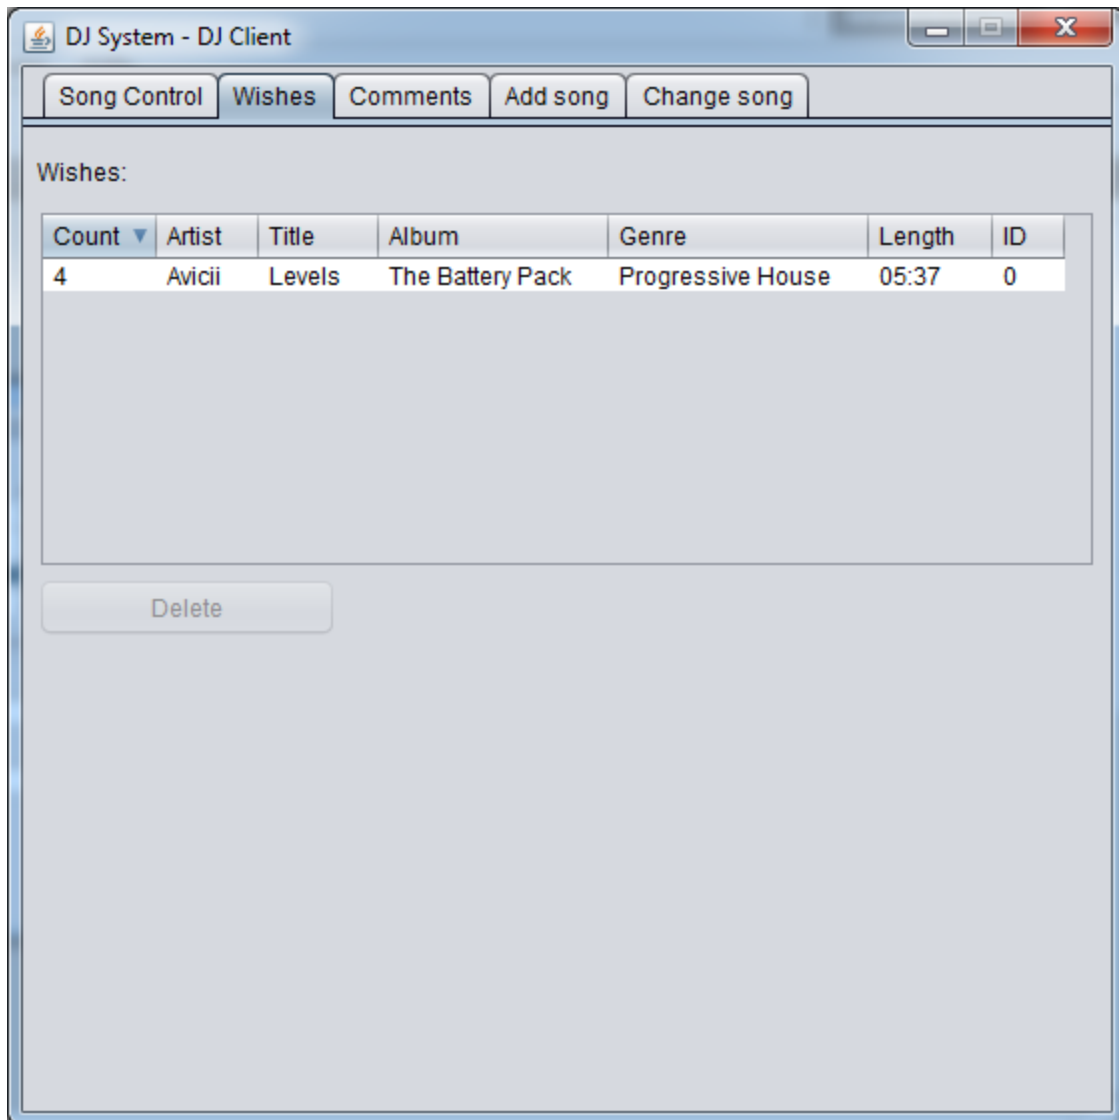 DJ System - DJ Client
Song Control Wishes Comments Add song Change song
Wishes:
Count Artist Title Album Genre Length ID
4 Avicii Levels The Battery Pack Progressive House 05:37 0
Delete